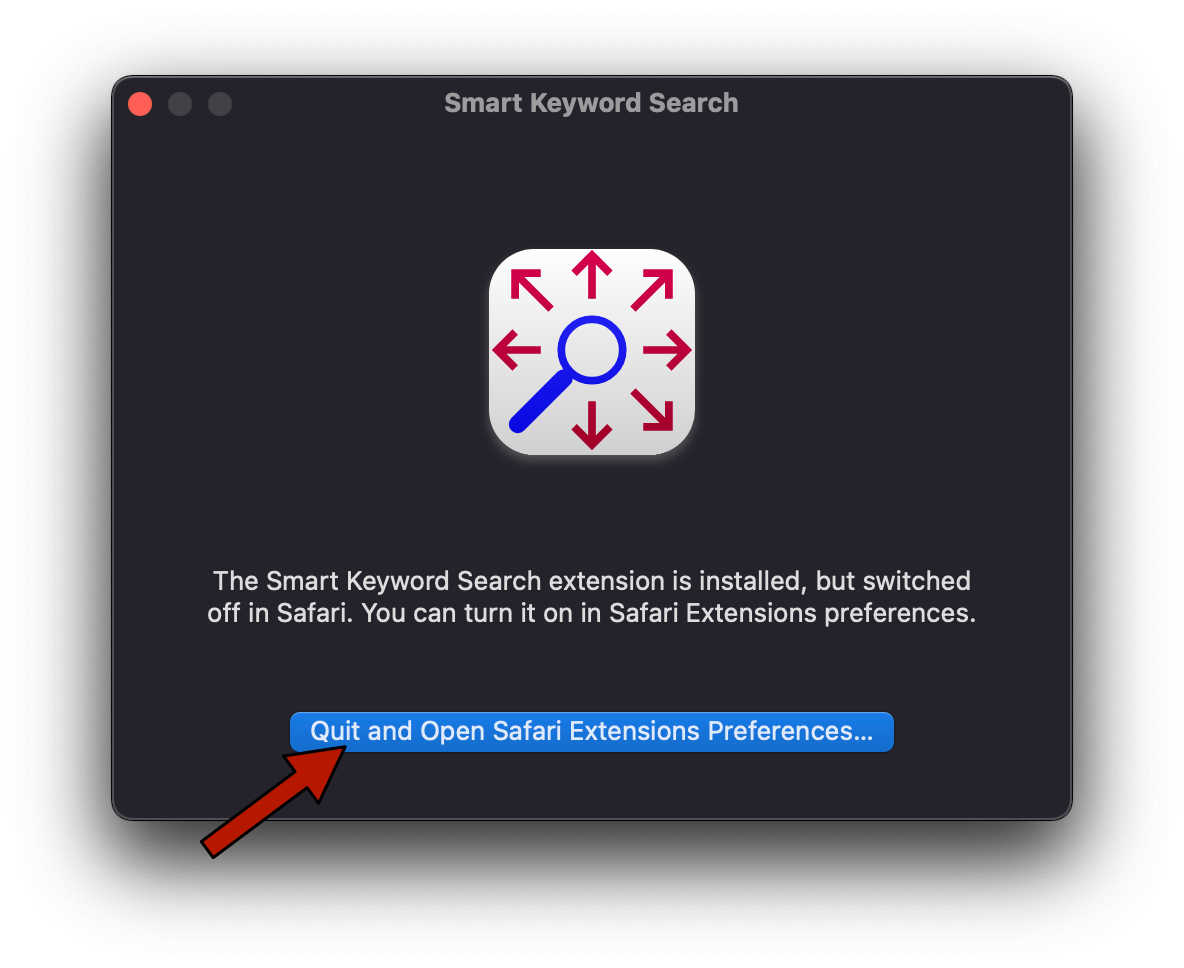 Smart Keyword Search
The Smart Keyword Search extension is installed, but switched
off in Safari. You can turn it on in Safari Extensions preferences.
Quit and Open Safari Extensions Preferences...